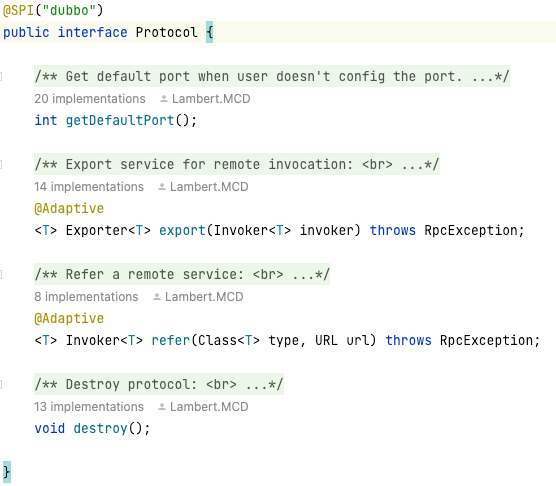 @SPI("dubbo")
public interface Protocol {
/** Get default port when user doesn't config the port. ...*/
20 implementations Lambert.MCD
int getDefaultPort();
/** Export service for remote invocation: <br> ...*/
14 implementations Lambert.MCD
@Adaptive
<T> Exporter<T> export(Invoker<T> invoker) throws RpcException;
/** Refer a remote service: <br> ...*/
8 implementations Lambert.MCD
@Adaptive
<T> Invoker<T> refer(Class<T> type, URL url) throws RpcException;
/** Destroy protocol: <br> ...*/
13 implementations Lambert.MCD
void destroy();
}